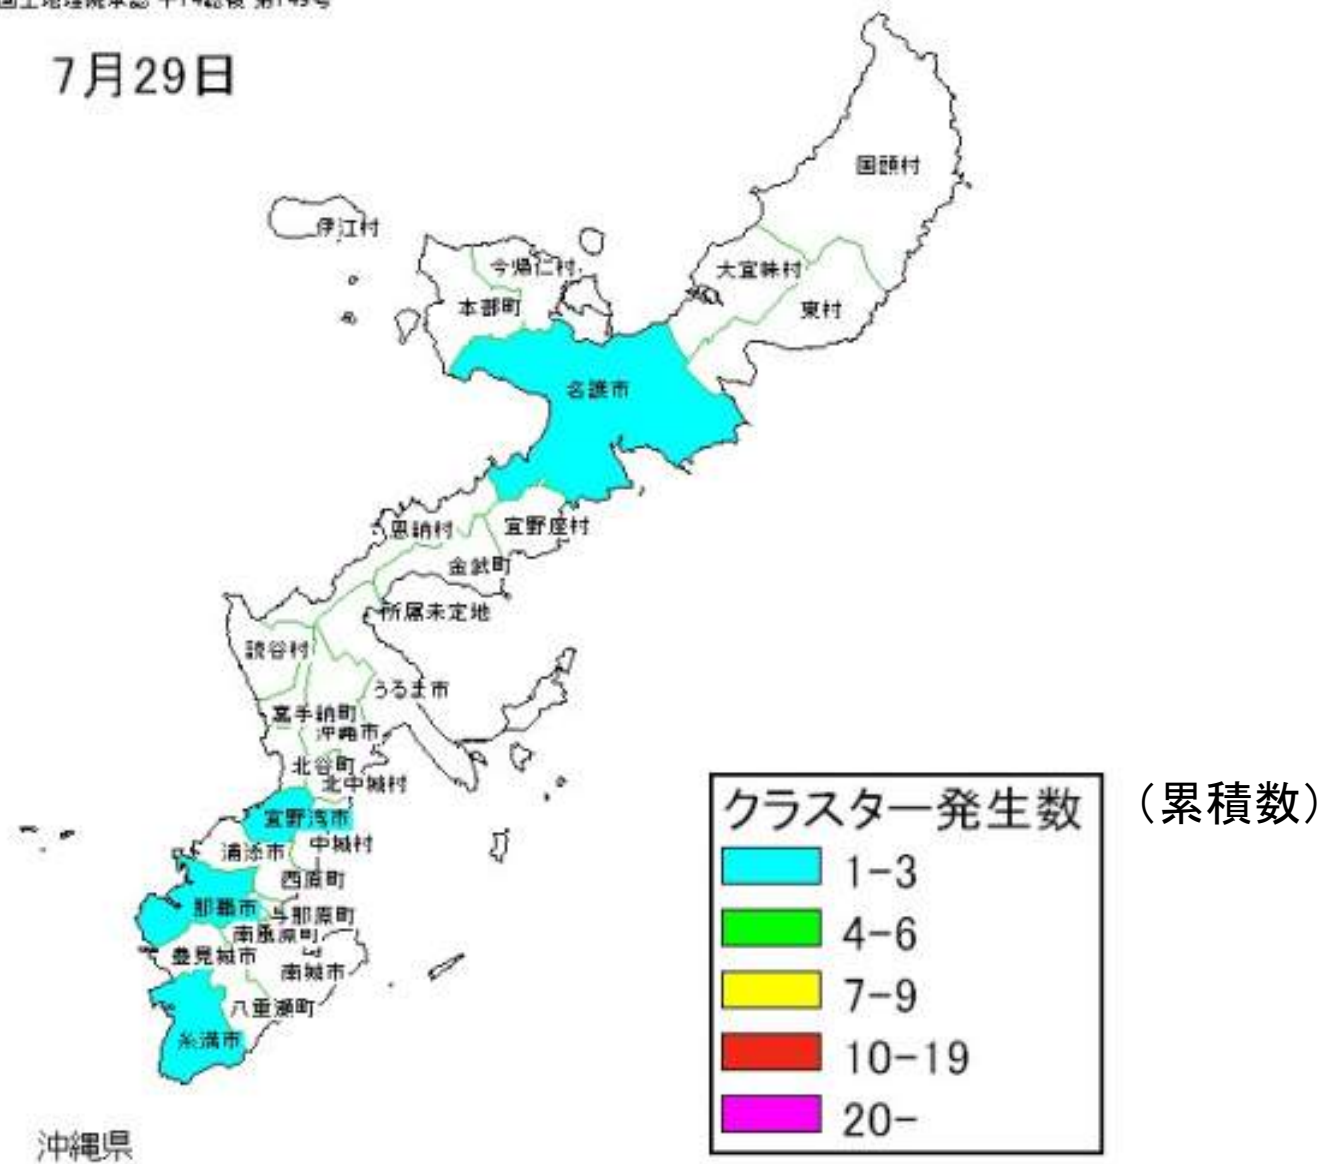 7月29日
国頭村
伊江村
今帰仁村
大宜味村
本部町
東村
名護市
恩納村
宜野座村
金武町
所属未定地
読谷村
うるま市
嘉手納町
沖縄市
北谷町
北中城村
クラスター発生数
(累積数)
宜野湾市
中城村
浦添市
1-3
西原町
那覇市
与那原町
4-6
南風原町
豊見城市
南城市
7-9
八重瀬町
糸満市
10-19
20-
沖縄県